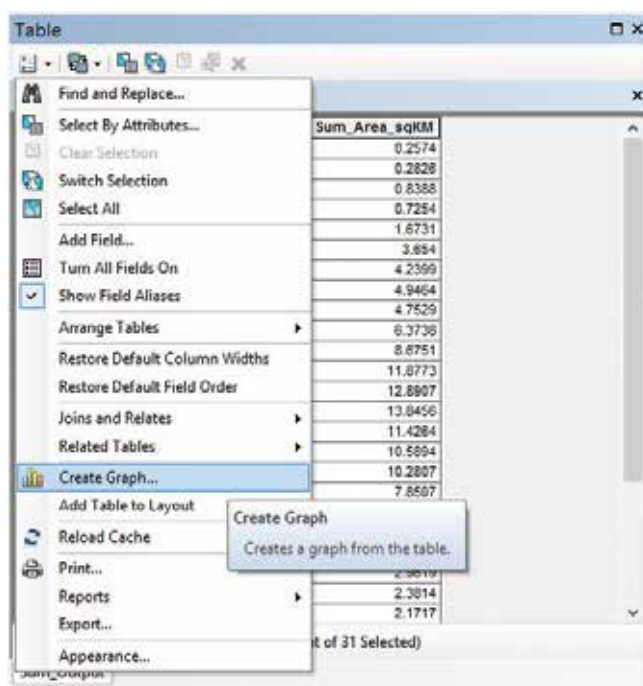 Table
Find and Replace...
Select By Attributes...
Clear Selection
Switch Selection
Select All
Add Field...
Turn All Fields On
Show Field Aliases
Arrange Tables
Restore Default Column Widths
Restore Default Field Order
Joins and Relates
Related Tables
Create Graph...
Add Table to Layout
Reload Cache
Print...
Reports
Export...
Appearance...
Sum_Area_sqKM
0.2574
0.2826
0.8388
0.7254
1.6731
3.654
4.2399
4.9464
4.7529
6.3738
8.6751
11.8773
12.8907
13.8456
11.4264
10.5894
10.2807
7.8507
Create Graph
Creates a graph from the table.
2.3814
2.1717
t of 31 Selected)
Sum_Output